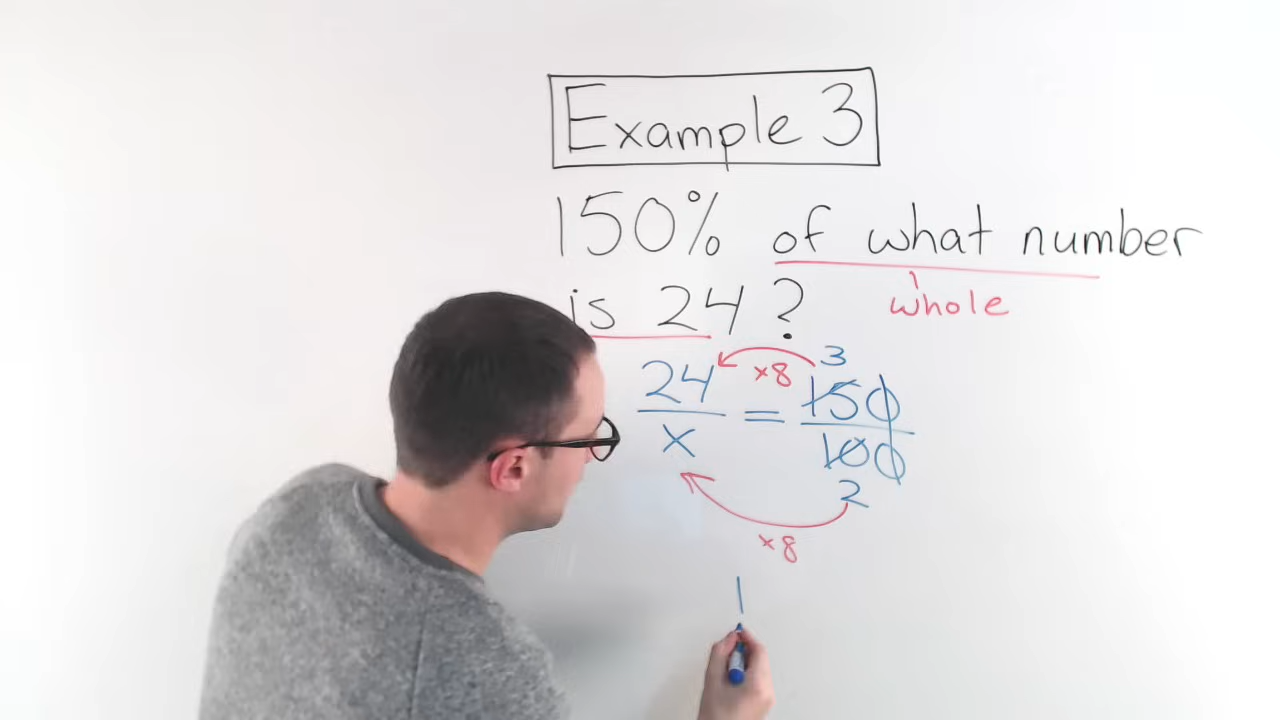 Example 3
150% of what number
whole
is 24 ?
×8 3
24 = 150
x 100
2
×8
1